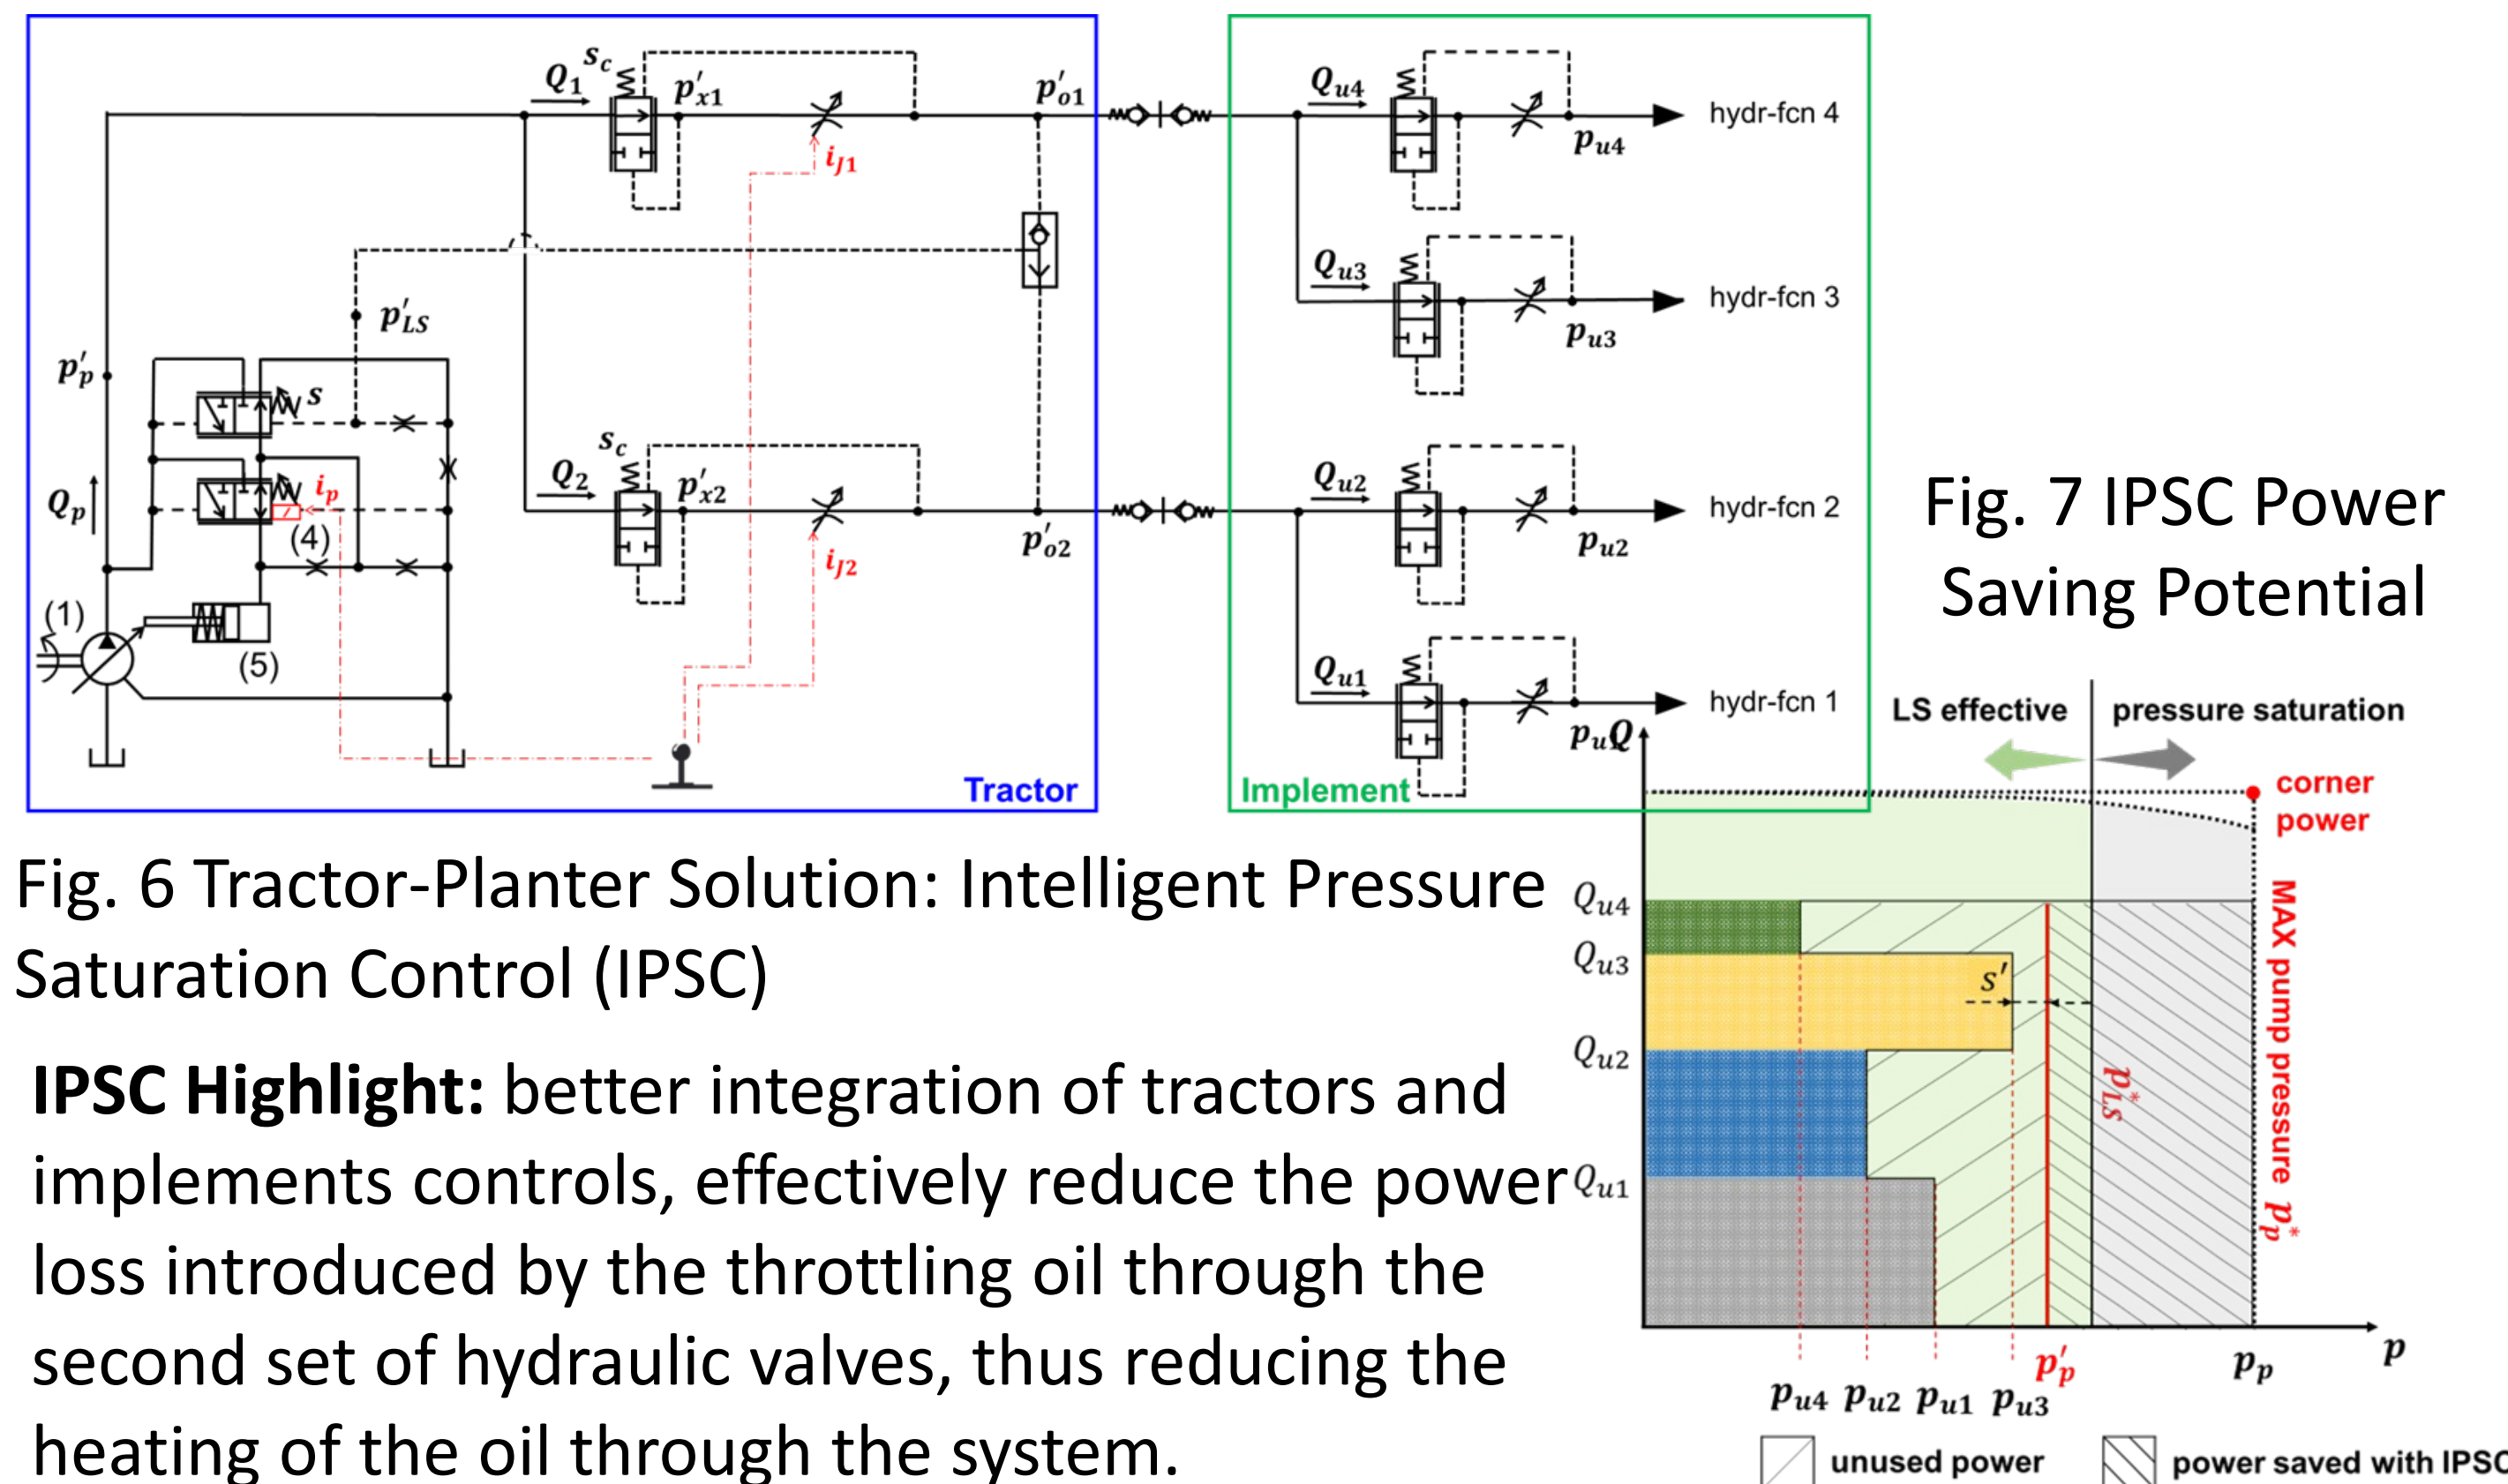 Q1
sc
p'x1
p'o1
iJ1
Qu4
pu4
hydr-fcn 4
Qu3
pu3
hydr-fcn 3
p'LS
p'p
s
ip
Qp
(4)
(1)
(5)
Q2
sc
p'x2
p'o2
iJ2
Qu2
pu2
hydr-fcn 2
Qu1
pu1
hydr-fcn 1
Tractor
Implement
Fig. 7 IPSC Power
Saving Potential
LS effective
pressure saturation
Q
corner
power
Qu4
Qu3
Qu2
Qu1
s'
p*LS
MAX pump pressure p*p
p'p
pp
p
pu4 pu2 pu1 pu3
unused power
power saved with IPSC
Fig. 6 Tractor-Planter Solution: Intelligent Pressure
Saturation Control (IPSC)
IPSC Highlight: better integration of tractors and
implements controls, effectively reduce the power
loss introduced by the throttling oil through the
second set of hydraulic valves, thus reducing the
heating of the oil through the system.